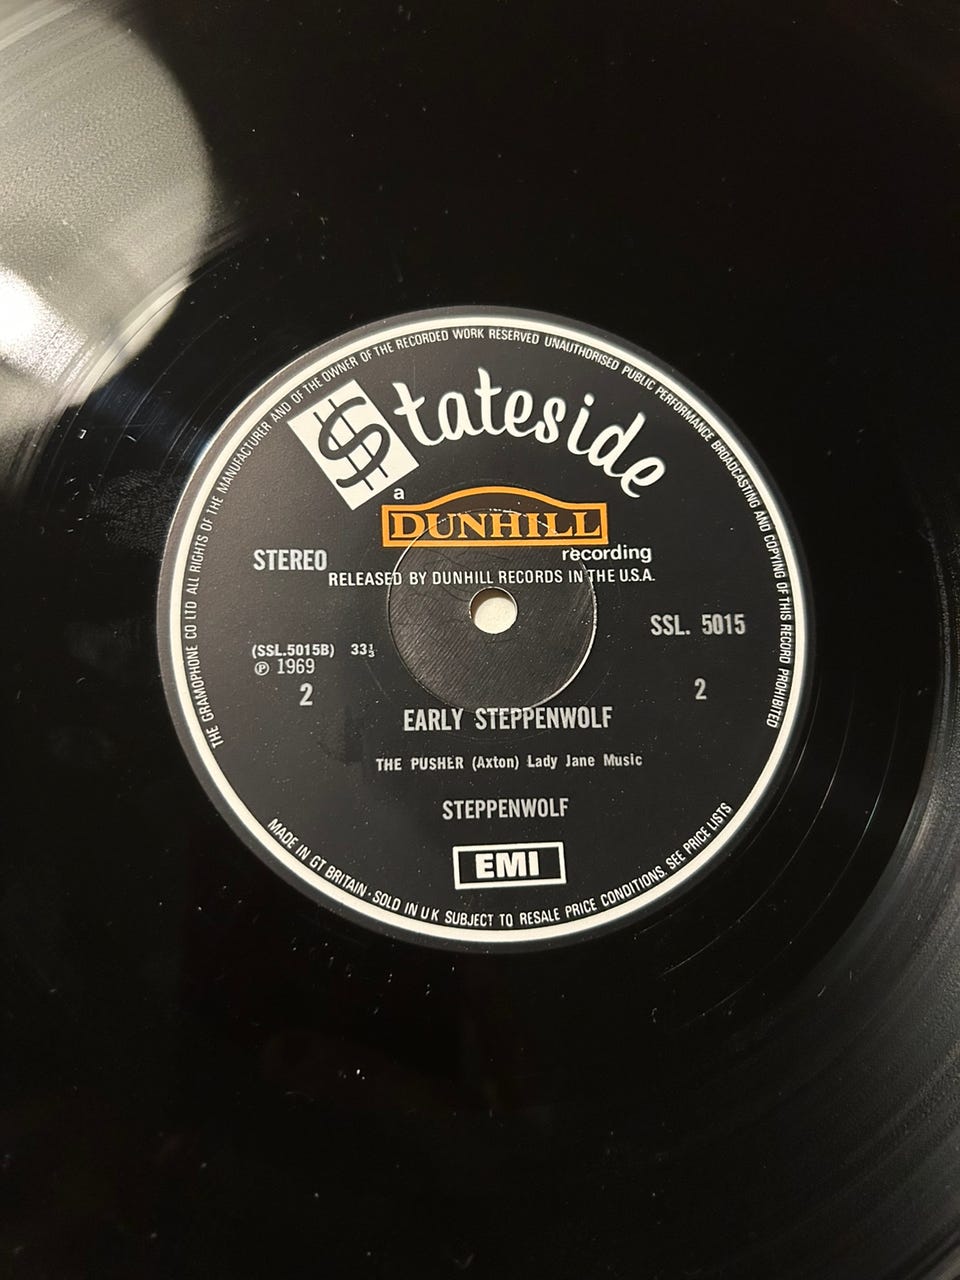 THE GRAMOPHONE CO LTD ALL RIGHTS OF THE MANUFACTURER AND OF THE OWNER OF THE RECORDED WORK RESERVED UNAUTHORISED PUBLIC PERFORMANCE BROADCASTING AND COPYING OF THIS RECORD PROHIBITED
$tateside
a
DUNHILL
recording
STEREO
RELEASED BY DUNHILL RECORDS IN THE U.S.A.
SSL. 5015
(SSL.5015B) 33⅓
Ⓟ 1969
2
2
EARLY STEPPENWOLF
THE PUSHER (Axton) Lady Jane Music
STEPPENWOLF
EMI
MADE IN GT BRITAIN · SOLD IN U K SUBJECT TO RESALE PRICE CONDITIONS. SEE PRICE LISTS